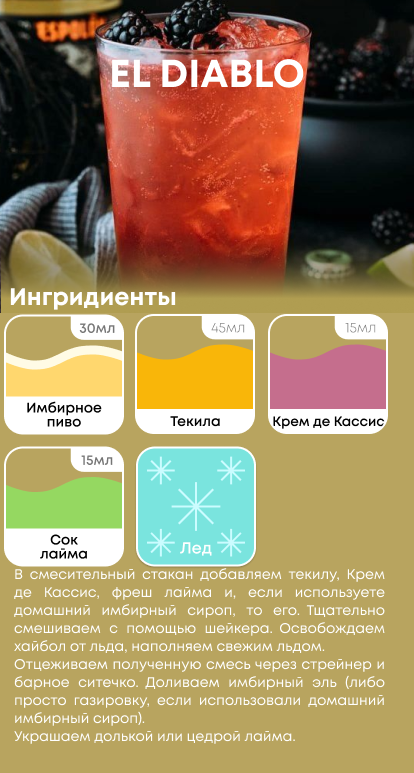 ESPOLÒN
EL DIABLO
Ингридиенты
30мл
45мл
15мл
Имбирное
пиво
Текила
Крем де Кассис
15мл
Сок
лайма
Лед
В смесительный стакан добавляем текилу, Крем
де Кассис, фреш лайма и, если используете
домашний имбирный сироп, то его. Тщательно
смешиваем с помощью шейкера. Освобождаем
хайбол от льда, наполняем свежим льдом.
Отцеживаем полученную смесь через стрейнер и
барное ситечко. Доливаем имбирный эль (либо
просто газировку, если использовали домашний
имбирный сироп).
Украшаем долькой или цедрой лайма.